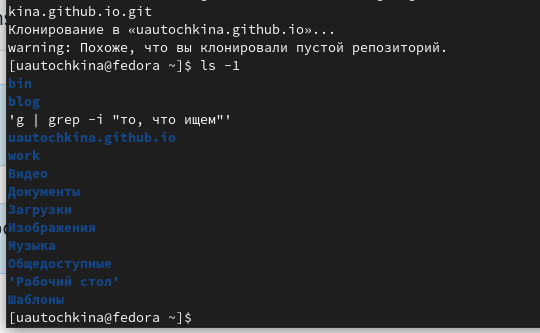 kina.github.io.git
Клонирование в «uautochkina.github.io»...
warning: Похоже, что вы клонировали пустой репозиторий.
[uautochkina@fedora ~]$ ls -1
bin
blog
'g | grep -i "то, что ищем"'
uautochkina.github.io
work
Видео
Документы
Загрузки
Изображения
Музыка
Общедоступные
'Рабочий стол'
Шаблоны
[uautochkina@fedora ~]$